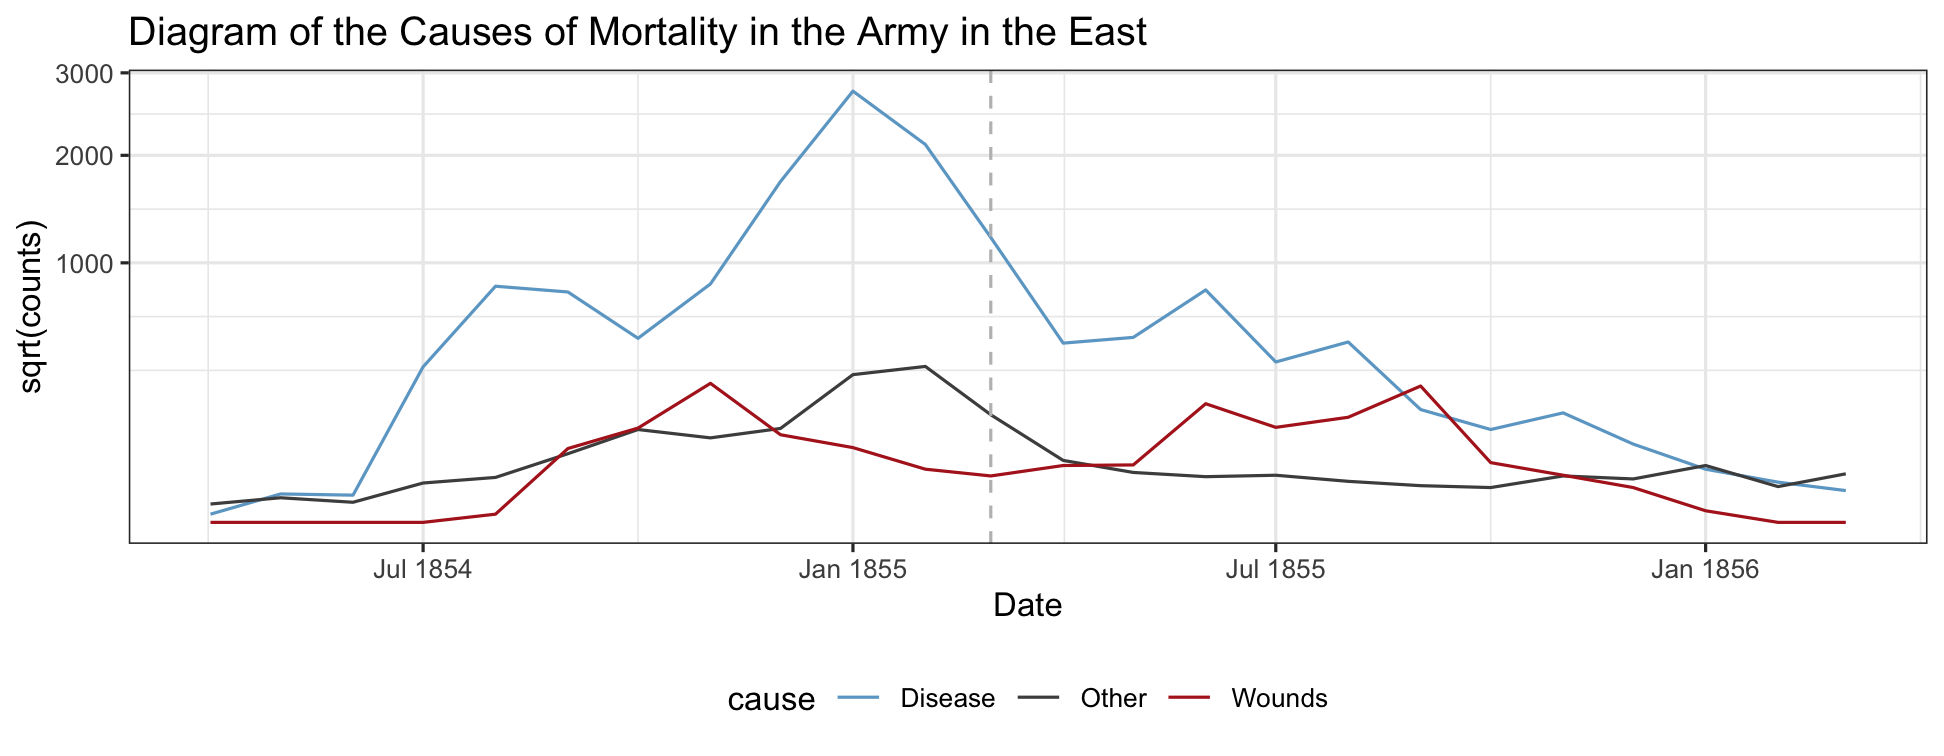 Diagram of the Causes of Mortality in the Army in the East
3000
2000
1000
sqrt(counts)
Jul 1854
Jan 1855
Jul 1855
Jan 1856
Date
cause
Disease
Other
Wounds